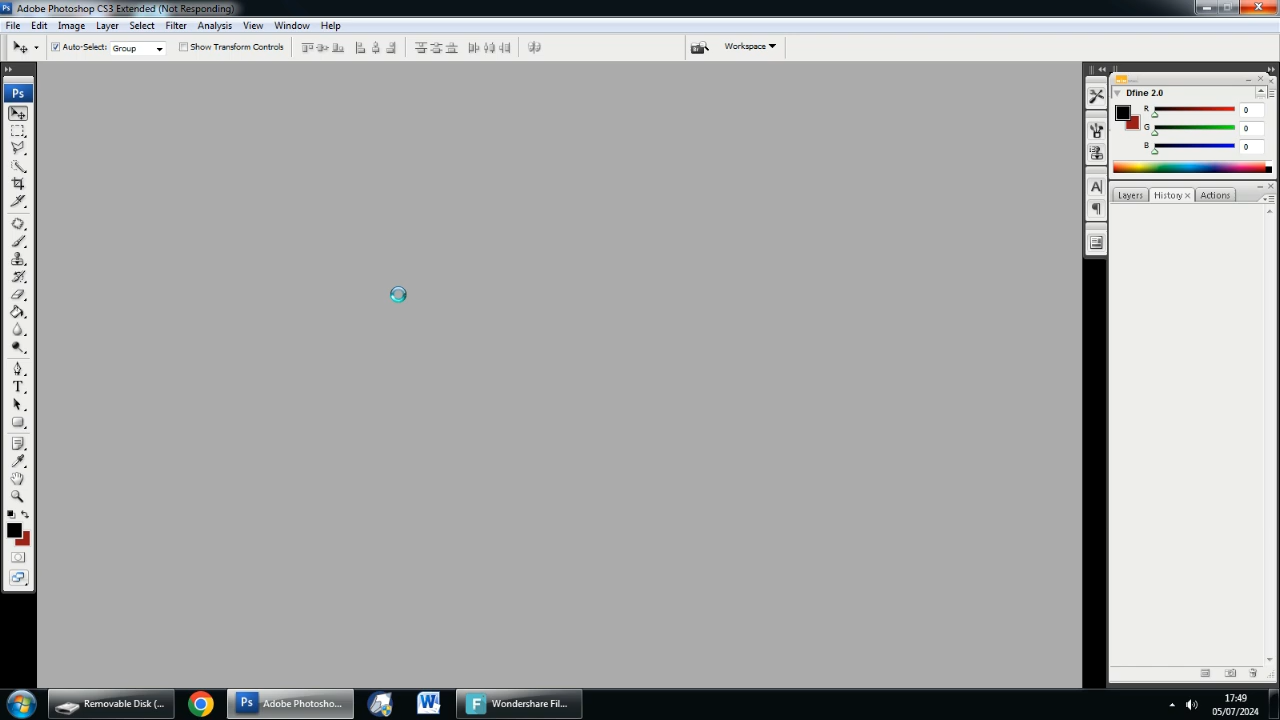 Adobe Photoshop CS3 Extended (Not Responding)
File Edit Image Layer Select Filter Analysis View Window Help
Auto-Select: Group Show Transform Controls Workspace
Ps
Dfine 2.0
R 0
G 0
B 0
Layers History Actions
A
T
Removable Disk (... Ps Adobe Photosho... W F Wondershare Fil...
17:49
05/07/2024